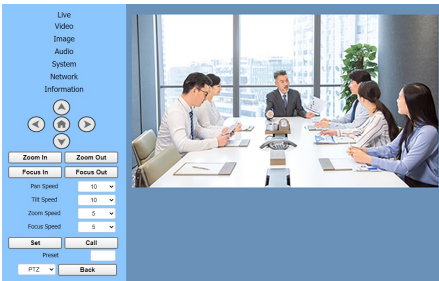 Live
Video
Image
Audio
System
Network
Information
Zoom In Zoom Out
Focus In Focus Out
Pan Speed 10
Tilt Speed 10
Zoom Speed 5
Focus Speed 5
Set Call
Preset
PTZ Back